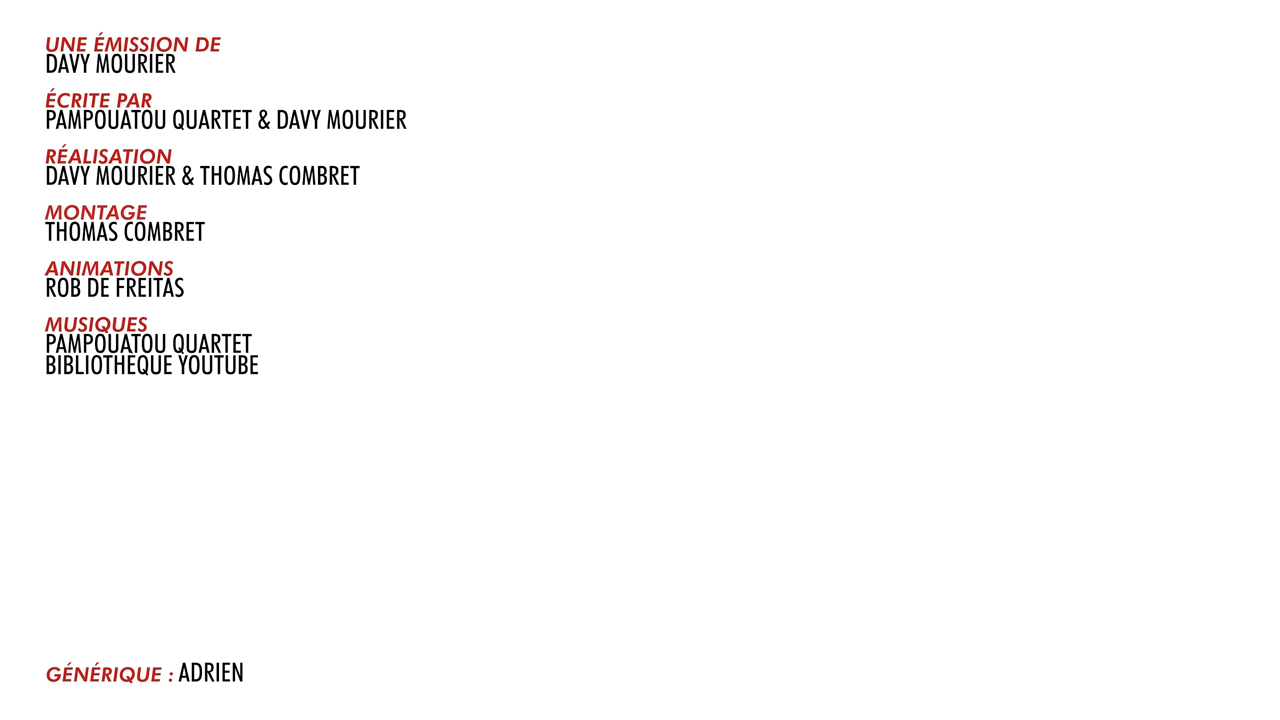 UNE ÉMISSION DE
DAVY MOURIER
ÉCRITE PAR
PAMPOUATOU QUARTET & DAVY MOURIER
RÉALISATION
DAVY MOURIER & THOMAS COMBRET
MONTAGE
THOMAS COMBRET
ANIMATIONS
ROB DE FREITAS
MUSIQUES
PAMPOUATOU QUARTET
BIBLIOTHÈQUE YOUTUBE
GÉNÉRIQUE : ADRIEN